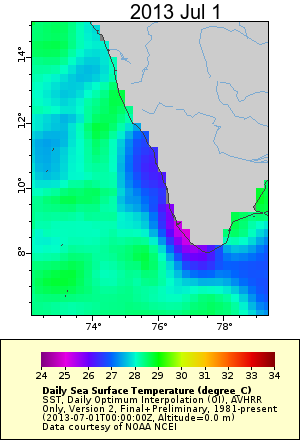 2013 Jul 1
14°
12°
10°
8°
74° 76° 78°
24 25 26 27 28 29 30 31 32 33 34
Daily Sea Surface Temperature (degree_C)
SST, Daily Optimum Interpolation (OI), AVHRR
Only, Version 2, Final+Preliminary, 1981-present
(2013-07-01T00:00:00Z, Altitude=0.0 m)
Data courtesy of NOAA NCEI